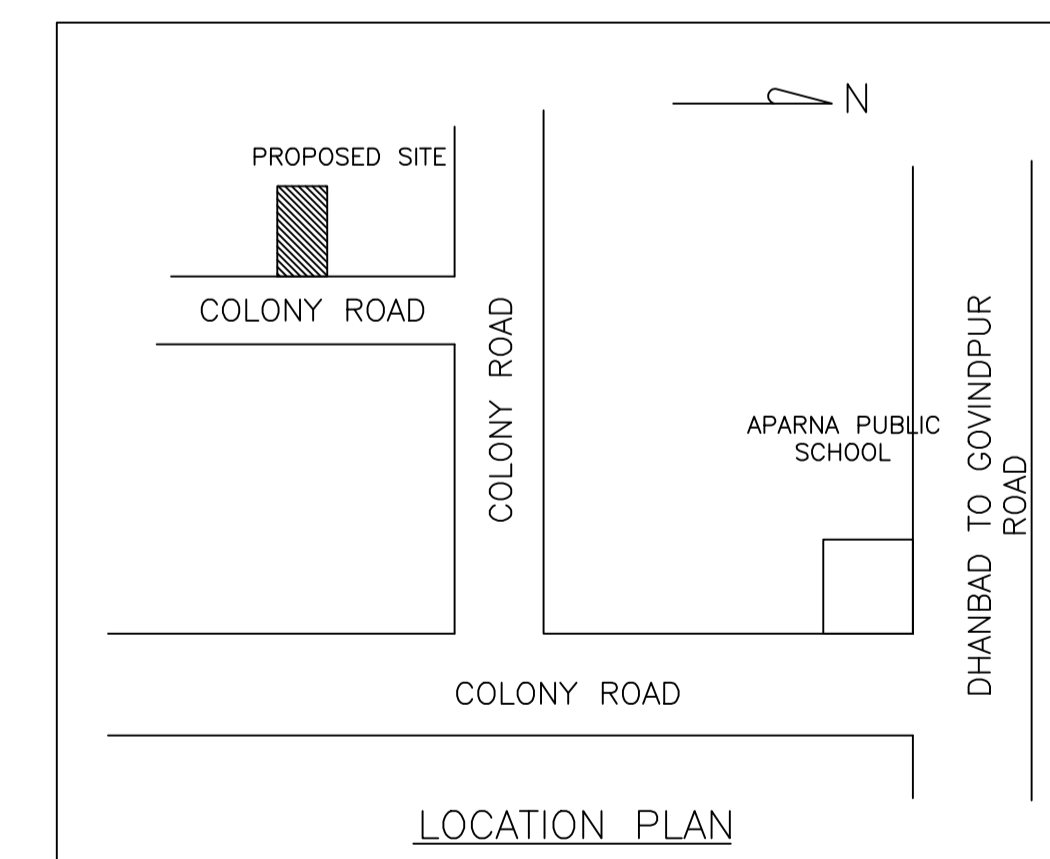 N
PROPOSED SITE
COLONY ROAD
COLONY ROAD
APARNA PUBLIC
SCHOOL
DHANBAD TO GOVINDPUR
ROAD
COLONY ROAD
LOCATION PLAN